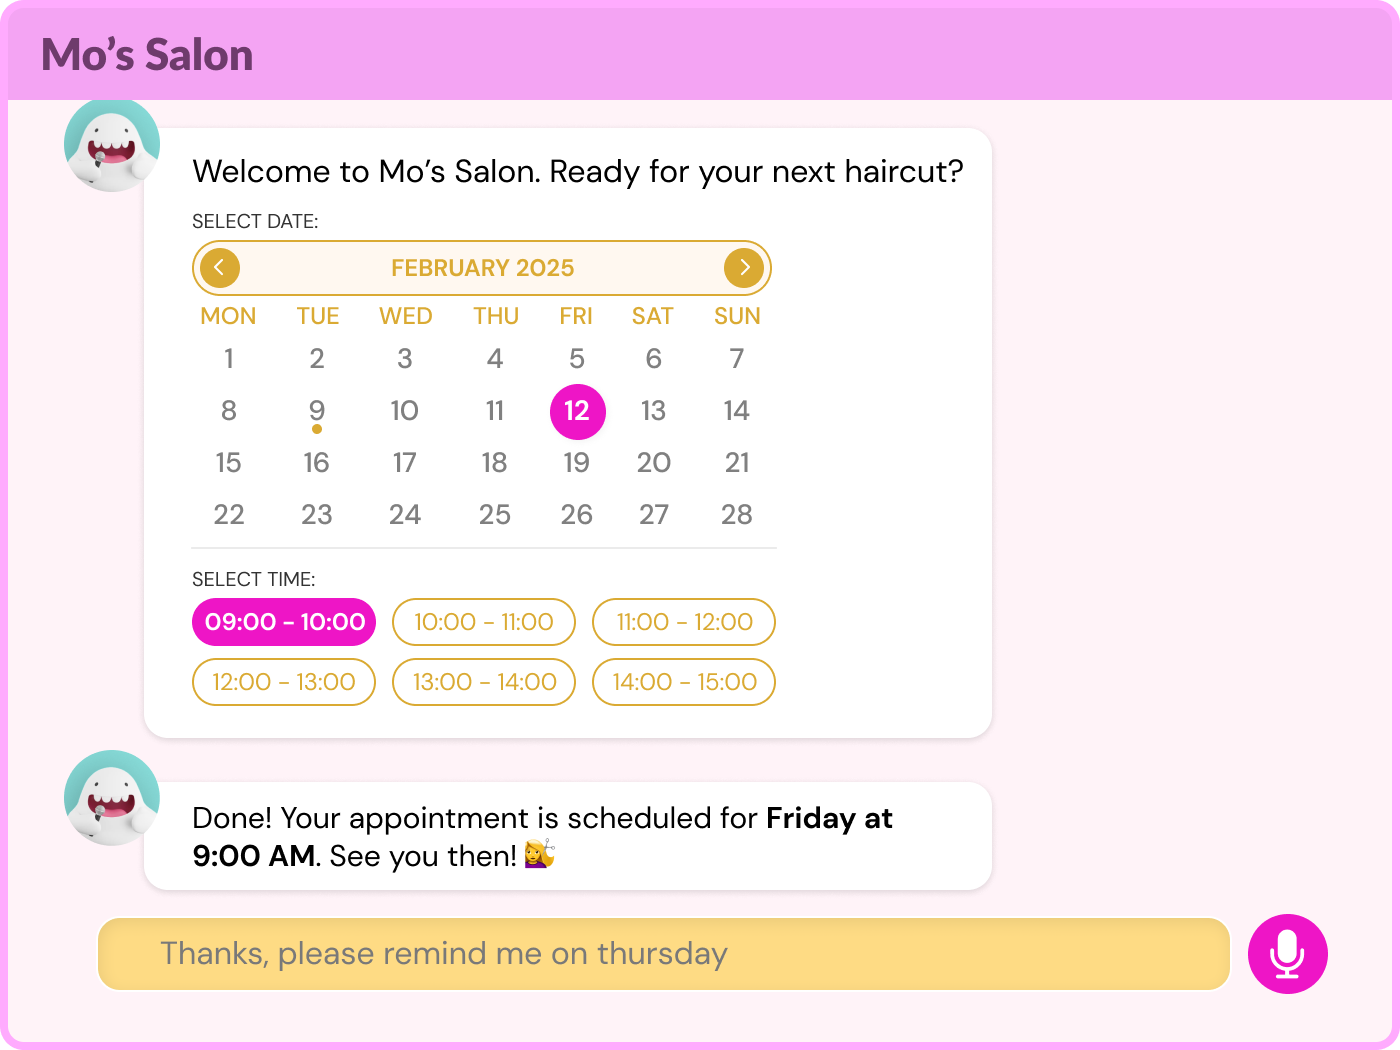 Mo’s Salon
Welcome to Mo’s Salon. Ready for your next haircut?
SELECT DATE:
FEBRUARY 2025
MON TUE WED THU FRI SAT SUN
1 2 3 4 5 6 7
8 9 10 11 12 13 14
15 16 17 18 19 20 21
22 23 24 25 26 27 28
SELECT TIME:
09:00 - 10:00 10:00 - 11:00 11:00 - 12:00
12:00 - 13:00 13:00 - 14:00 14:00 - 15:00
Done! Your appointment is scheduled for Friday at
9:00 AM. See you then! 💇‍♀️
Thanks, please remind me on thursday